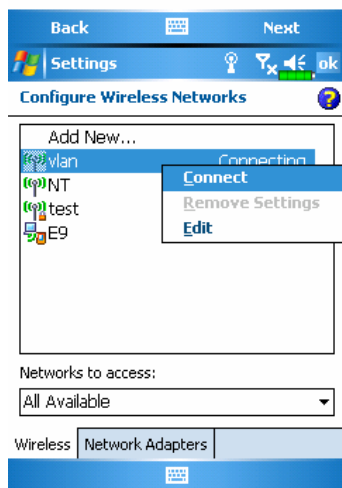 Back Next
Settings ok
Configure Wireless Networks ?
Add New...
vlan Connecting
Connect
NT
Remove Settings
test
Edit
E9
Networks to access:
All Available
Wireless Network Adapters